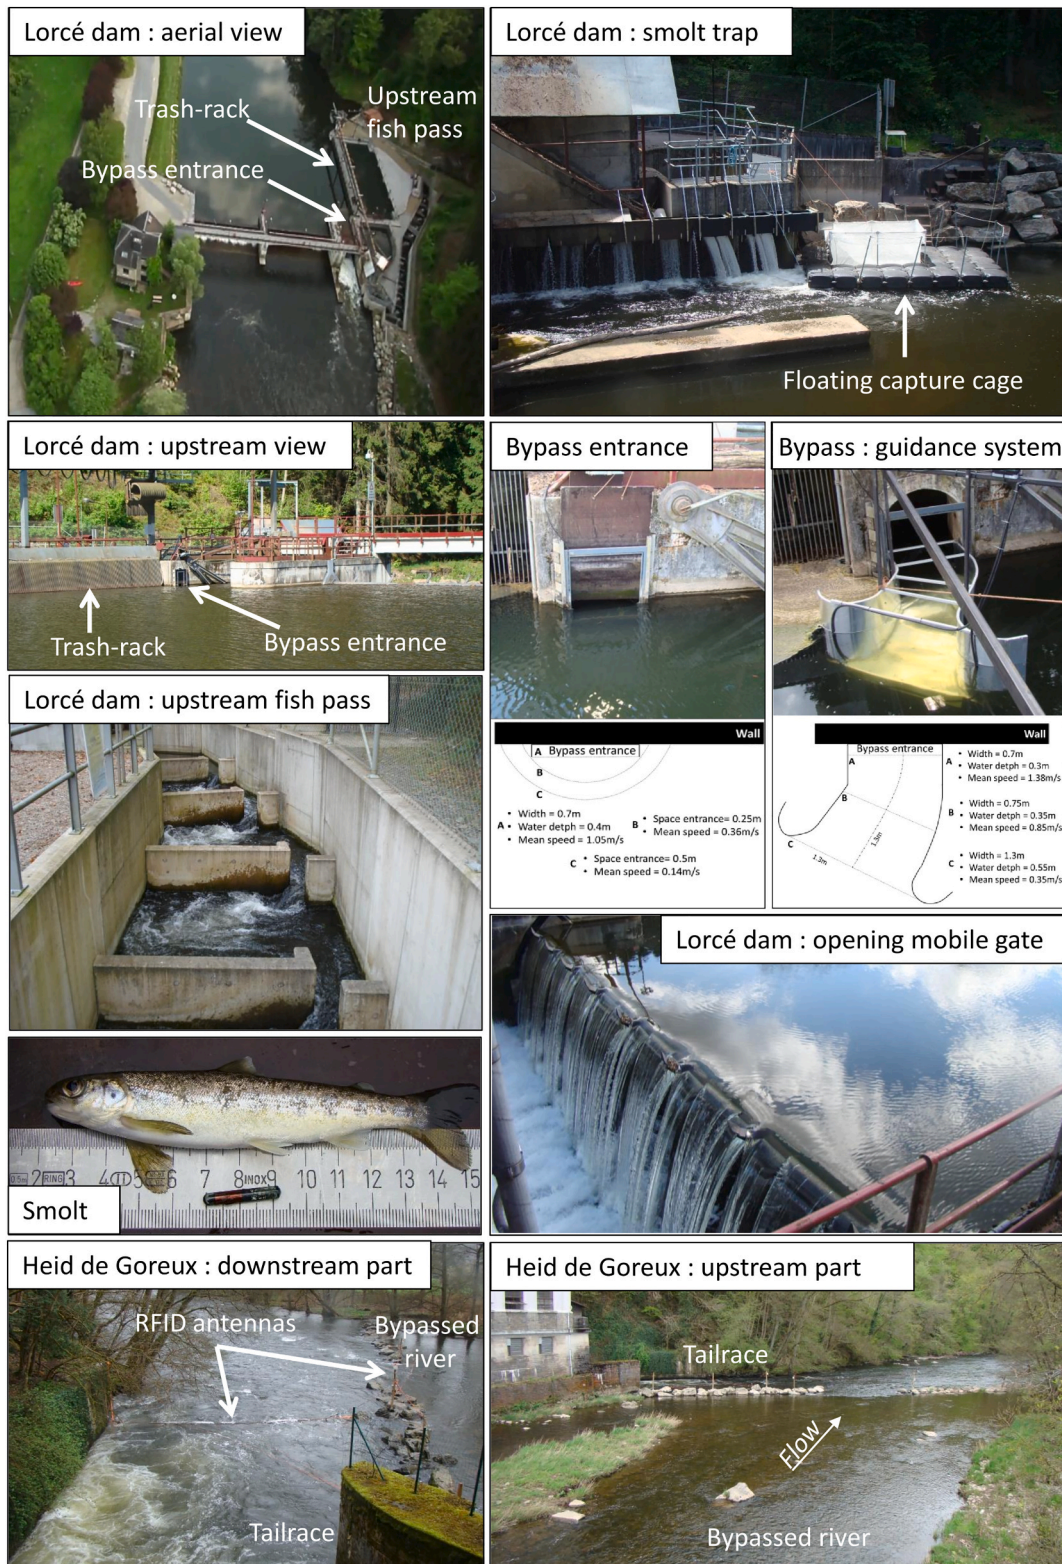 Lorcé dam : aerial view
Trash-rack
Upstream
fish pass
Bypass entrance
Lorcé dam : smolt trap
Floating capture cage
Lorcé dam : upstream view
Trash-rack
Bypass entrance
Bypass entrance
Bypass : guidance system
Lorcé dam : upstream fish pass
Wall
A Bypass entrance
B
C
A
• Width = 0.7m
• Water detph = 0.4m
• Mean speed = 1.05m/s
B
• Space entrance= 0.25m
• Mean speed = 0.36m/s
C
• Space entrance= 0.5m
• Mean speed = 0.14m/s
Wall
Bypass entrance
A
A
• Width = 0.7m
• Water detph = 0.3m
• Mean speed = 1.38m/s
B
B
• Width = 0.75m
• Water detph = 0.35m
• Mean speed = 0.85m/s
C
1.3m
1.3m
C
• Width = 1.3m
• Water detph = 0.55m
• Mean speed = 0.35m/s
Lorcé dam : opening mobile gate
2 RING 3 4 5 6 7 8 INOX 9 10 11 12 13 14 15
Smolt
Heid de Goreux : downstream part
RFID antennas
Bypassed
river
Tailrace
Heid de Goreux : upstream part
Tailrace
Flow
Bypassed river